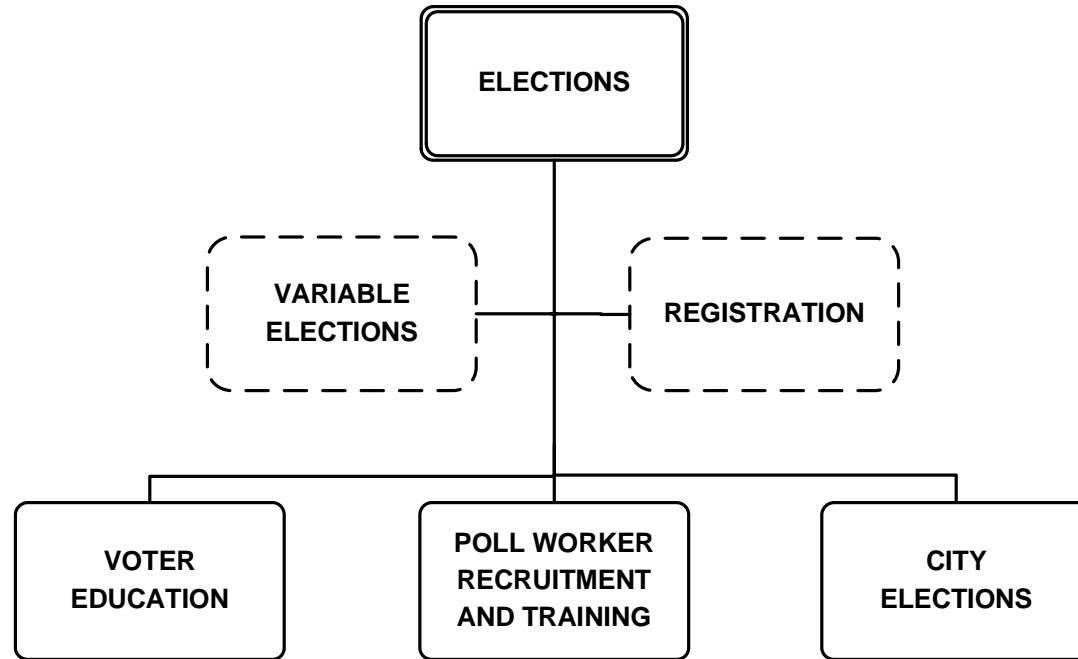 ELECTIONS
VARIABLE
ELECTIONS
REGISTRATION
VOTER
EDUCATION
POLL WORKER
RECRUITMENT
AND TRAINING
CITY
ELECTIONS